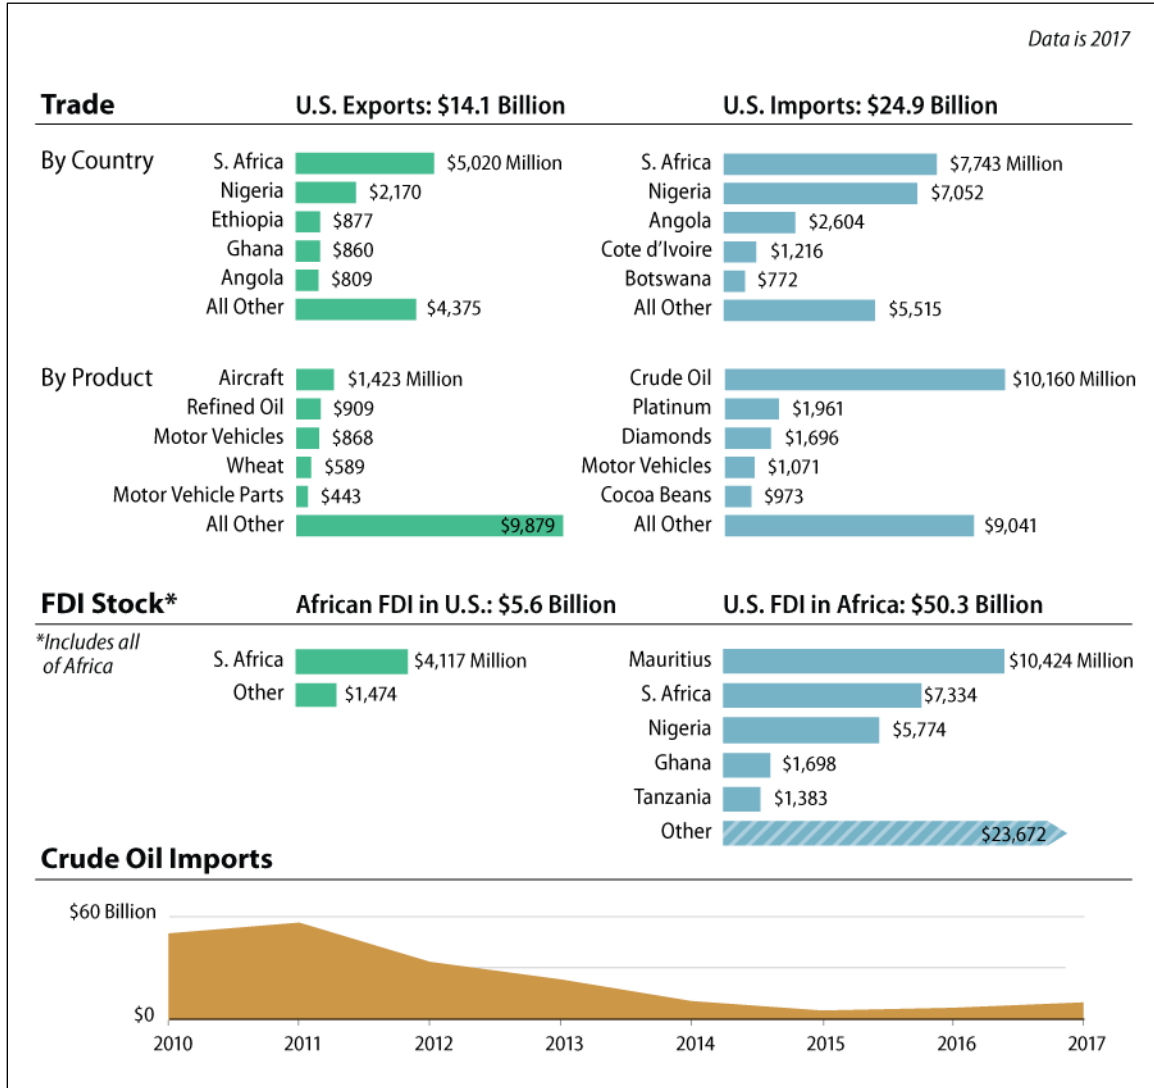 Data is 2017
Trade U.S. Exports: $14.1 Billion U.S. Imports: $24.9 Billion
By Country S. Africa $5,020 Million S. Africa $7,743 Million
Nigeria $2,170 Nigeria $7,052
Ethiopia $877 Angola $2,604
Ghana $860 Cote d’Ivoire $1,216
Angola $809 Botswana $772
All Other $4,375 All Other $5,515
By Product Aircraft $1,423 Million Crude Oil $10,160 Million
Refined Oil $909 Platinum $1,961
Motor Vehicles $868 Diamonds $1,696
Wheat $589 Motor Vehicles $1,071
Motor Vehicle Parts $443 Cocoa Beans $973
All Other $9,879 All Other $9,041
FDI Stock* African FDI in U.S.: $5.6 Billion U.S. FDI in Africa: $50.3 Billion
*Includes all
of Africa
S. Africa $4,117 Million Mauritius $10,424 Million
Other $1,474 S. Africa $7,334
Nigeria $5,774
Ghana $1,698
Tanzania $1,383
Other $23,672
Crude Oil Imports
$60 Billion
$0
2010 2011 2012 2013 2014 2015 2016 2017